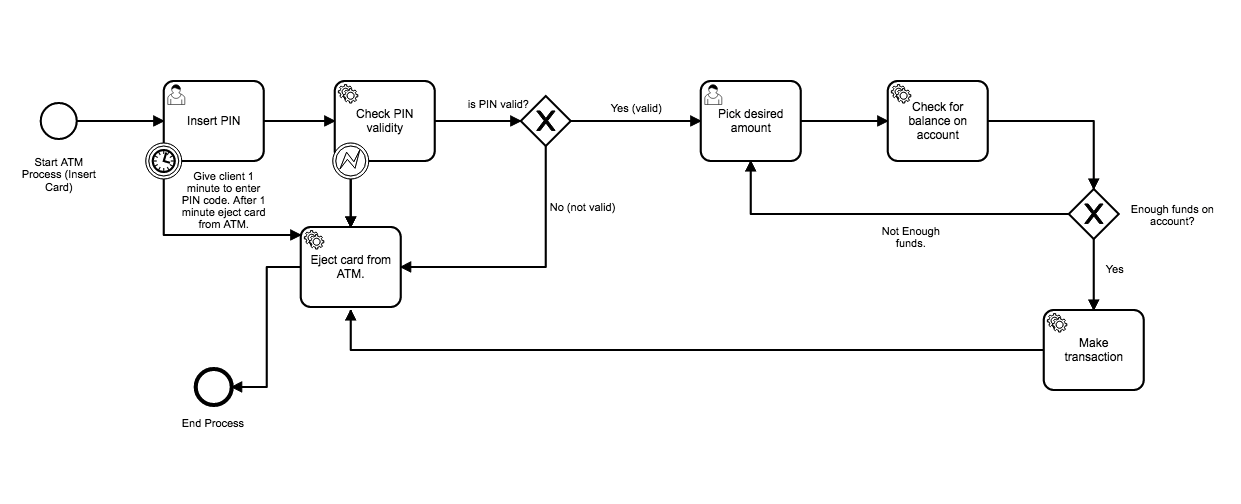 Start ATM
Process (Insert
Card)
Insert PIN
Give client 1
minute to enter
PIN code. After 1
minute eject card
from ATM.
Check PIN
validity
is PIN valid?
Yes (valid)
No (not valid)
Eject card from
ATM.
End Process
Pick desired
amount
Check for
balance on
account
Enough funds on
account?
Not Enough
funds.
Yes
Make
transaction